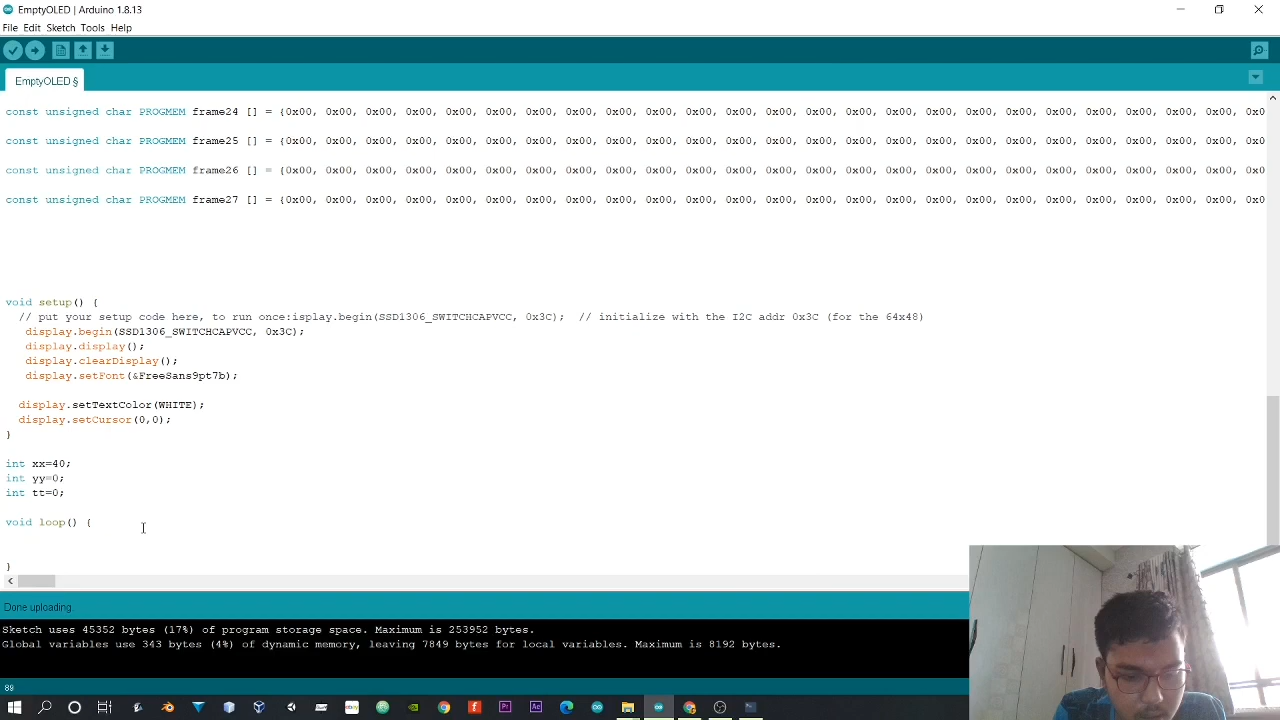 EmptyOLED | Arduino 1.8.13
File Edit Sketch Tools Help
EmptyOLED §
const unsigned char PROGMEM frame24 [] = {0x00, 0x00, 0x00, 0x00, 0x00, 0x00, 0x00, 0x00, 0x00, 0x00, 0x00, 0x00, 0x00, 0x00, 0x00, 0x00, 0x00, 0x00, 0x00, 0x00, 0x00, 0x00, 0x00, 0x00, 0x0
const unsigned char PROGMEM frame25 [] = {0x00, 0x00, 0x00, 0x00, 0x00, 0x00, 0x00, 0x00, 0x00, 0x00, 0x00, 0x00, 0x00, 0x00, 0x00, 0x00, 0x00, 0x00, 0x00, 0x00, 0x00, 0x00, 0x00, 0x00, 0x0
const unsigned char PROGMEM frame26 [] = {0x00, 0x00, 0x00, 0x00, 0x00, 0x00, 0x00, 0x00, 0x00, 0x00, 0x00, 0x00, 0x00, 0x00, 0x00, 0x00, 0x00, 0x00, 0x00, 0x00, 0x00, 0x00, 0x00, 0x00, 0x0
const unsigned char PROGMEM frame27 [] = {0x00, 0x00, 0x00, 0x00, 0x00, 0x00, 0x00, 0x00, 0x00, 0x00, 0x00, 0x00, 0x00, 0x00, 0x00, 0x00, 0x00, 0x00, 0x00, 0x00, 0x00, 0x00, 0x00, 0x00, 0x0
void setup() {
// put your setup code here, to run once:isplay.begin(SSD1306_SWITCHCAPVCC, 0x3C);  // initialize with the I2C addr 0x3C (for the 64x48)
display.begin(SSD1306_SWITCHCAPVCC, 0x3C);
display.display();
display.clearDisplay();
display.setFont(&FreeSans9pt7b);
display.setTextColor(WHITE);
display.setCursor(0,0);
}
int xx=40;
int yy=0;
int tt=0;
void loop() {
}
Done uploading.
Sketch uses 45352 bytes (17%) of program storage space. Maximum is 253952 bytes.
Global variables use 343 bytes (4%) of dynamic memory, leaving 7849 bytes for local variables. Maximum is 8192 bytes.
89